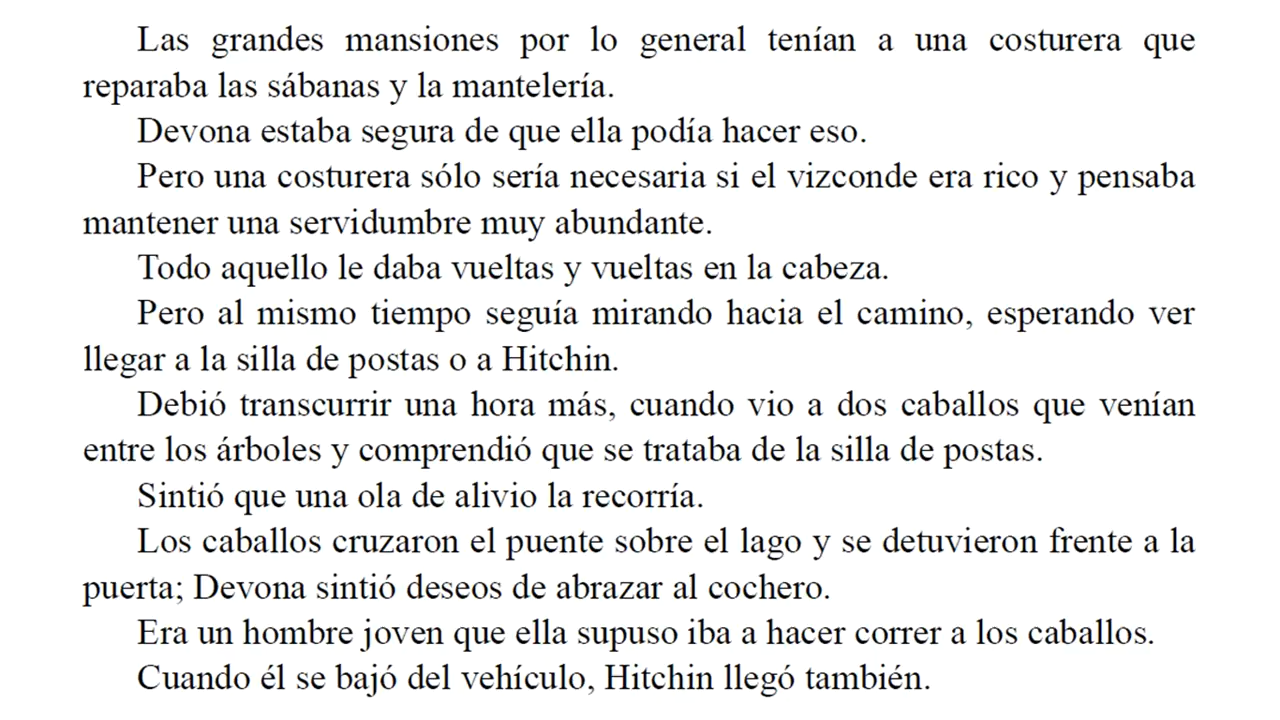 Las grandes mansiones por lo general tenían a una costurera que
reparaba las sábanas y la mantelería.
Devona estaba segura de que ella podía hacer eso.
Pero una costurera sólo sería necesaria si el vizconde era rico y pensaba
mantener una servidumbre muy abundante.
Todo aquello le daba vueltas y vueltas en la cabeza.
Pero al mismo tiempo seguía mirando hacia el camino, esperando ver
llegar a la silla de postas o a Hitchin.
Debió transcurrir una hora más, cuando vio a dos caballos que venían
entre los árboles y comprendió que se trataba de la silla de postas.
Sintió que una ola de alivio la recorría.
Los caballos cruzaron el puente sobre el lago y se detuvieron frente a la
puerta; Devona sintió deseos de abrazar al cochero.
Era un hombre joven que ella supuso iba a hacer correr a los caballos.
Cuando él se bajó del vehículo, Hitchin llegó también.